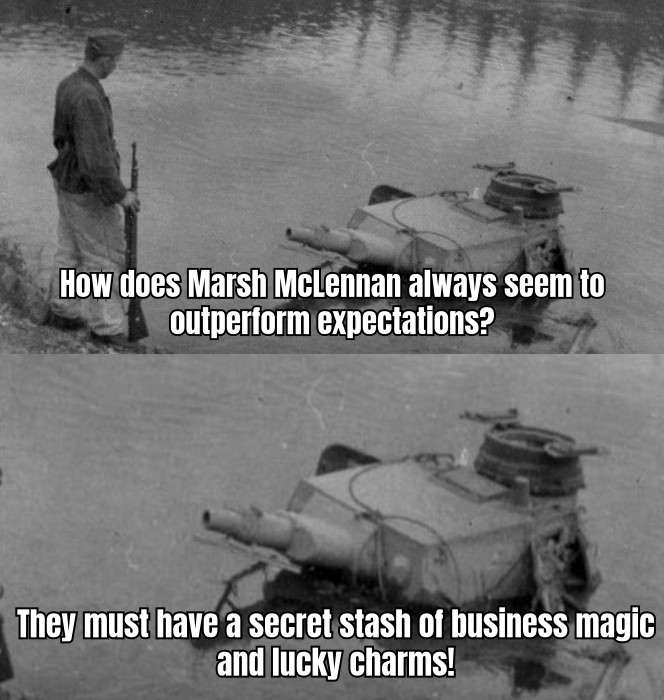 How does Marsh McLennan always seem to
outperform expectations?
They must have a secret stash of business magic
and lucky charms!